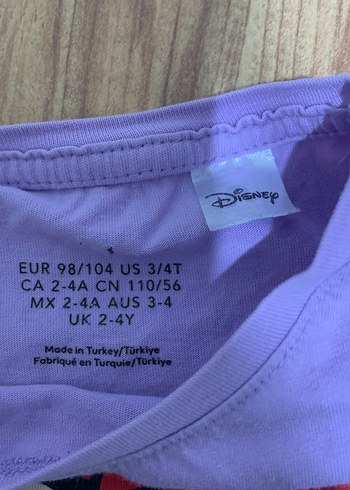 Disney
EUR 98/104 US 3/4T
CA 2-4A CN 110/56
MX 2-4A AUS 3-4
UK 2-4Y
Made in Turkey/Türkiye
Fabriqué en Turquie/Türkiye